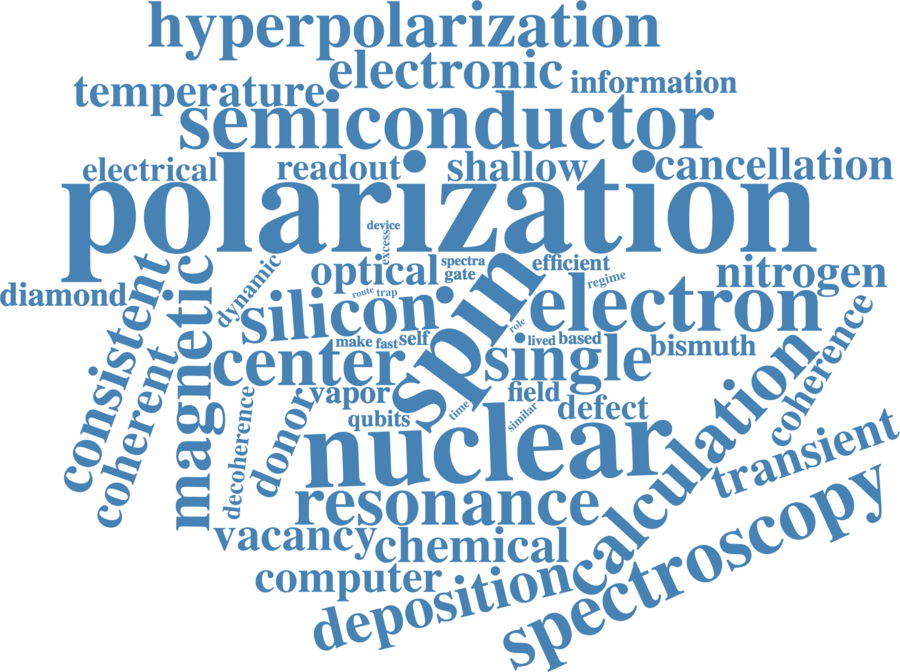 hyperpolarization
electronic
information
temperature
semiconductor
electrical
readout
shallow
cancellation
polarization
device
excess
dynamic
optical
spectra
gate
efficient
regime
nitrogen
diamond
consistent
magnetic
silicon
route
trap
spin
electron
role
coherence
make
fast
self
lived
based
bismuth
center
single
coherent
decoherence
donor
vapor
qubits
time
similar
field
defect
nuclear
calculation
transient
resonance
vacancy
chemical
computer
deposition
spectroscopy